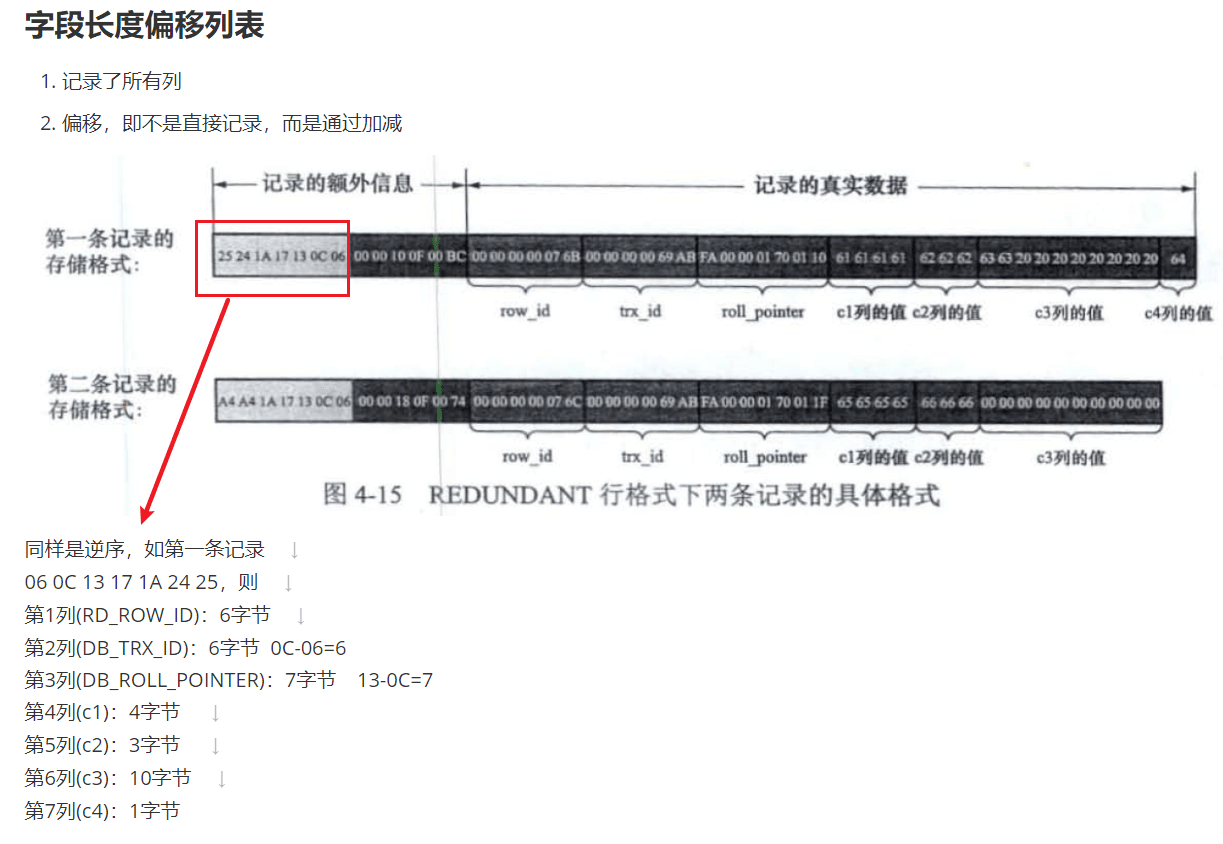 字段长度偏移列表
1. 记录了所有列
2. 偏移，即不是直接记录，而是通过加减
记录的额外信息 记录的真实数据
第一条记录的
存储格式：
25 24 1A 17 13 0C 06 00 00 10 0F 00 BC 00 00 00 00 07 6B 00 00 00 00 69 AB FA 00 00 01 70 01 10 61 61 61 61 62 62 62 63 63 20 20 20 20 20 20 20 20 64
row_id trx_id roll_pointer c1列的值 c2列的值 c3列的值 c4列的值
第二条记录的
存储格式：
A4 A4 1A 17 13 0C 06 00 00 18 0F 00 74 00 00 00 00 07 6C 00 00 00 00 69 AB FA 00 00 01 70 01 1F 65 65 65 65 66 66 66 00 00 00 00 00 00 00 00 00 00
row_id trx_id roll_pointer c1列的值 c2列的值 c3列的值
图 4-15 REDUNDANT 行格式下两条记录的具体格式
同样是逆序，如第一条记录 ↓
06 0C 13 17 1A 24 25，则 ↓
第1列(RD_ROW_ID)：6字节 ↓
第2列(DB_TRX_ID)：6字节 0C-06=6
第3列(DB_ROLL_POINTER)：7字节 13-0C=7
第4列(c1)：4字节 ↓
第5列(c2)：3字节 ↓
第6列(c3)：10字节 ↓
第7列(c4)：1字节